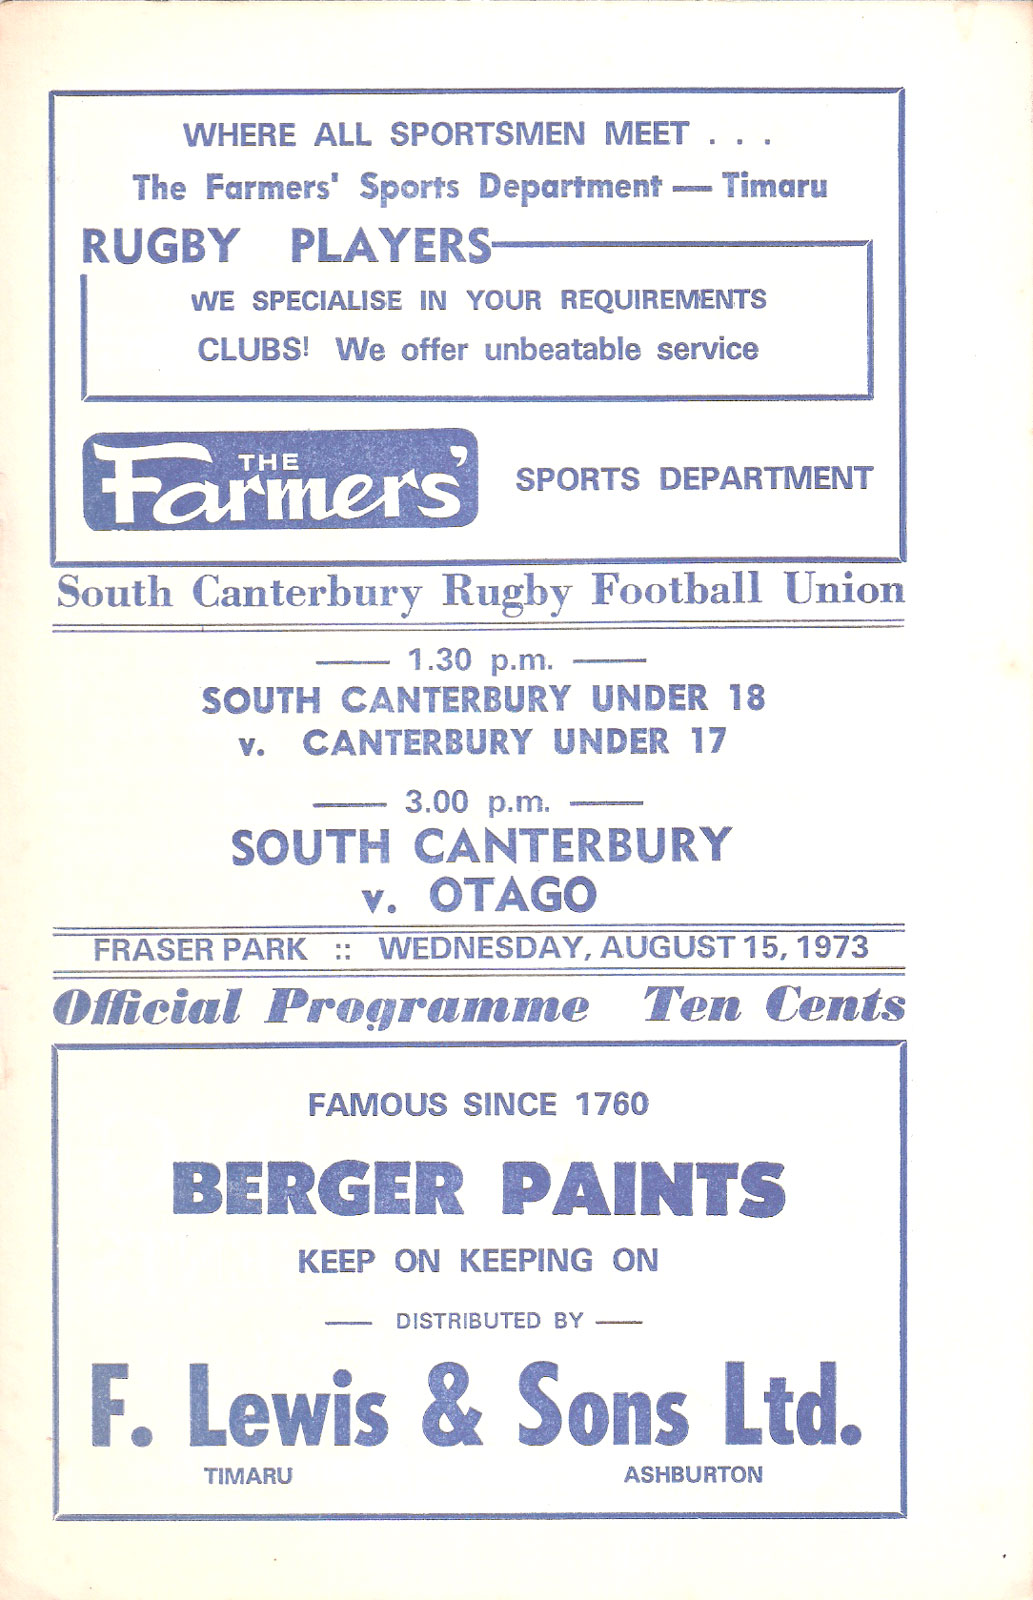 WHERE ALL SPORTSMEN MEET . . .
The Farmers' Sports Department — Timaru
RUGBY PLAYERS
WE SPECIALISE IN YOUR REQUIREMENTS
CLUBS! We offer unbeatable service
THE
Farmers'
SPORTS DEPARTMENT
South Canterbury Rugby Football Union
— 1.30 p.m. —
SOUTH CANTERBURY UNDER 18
v. CANTERBURY UNDER 17
— 3.00 p.m. —
SOUTH CANTERBURY
v. OTAGO
FRASER PARK :: WEDNESDAY, AUGUST 15, 1973
Official Programme Ten Cents
FAMOUS SINCE 1760
BERGER PAINTS
KEEP ON KEEPING ON
— DISTRIBUTED BY —
F. Lewis & Sons Ltd.
TIMARU ASHBURTON